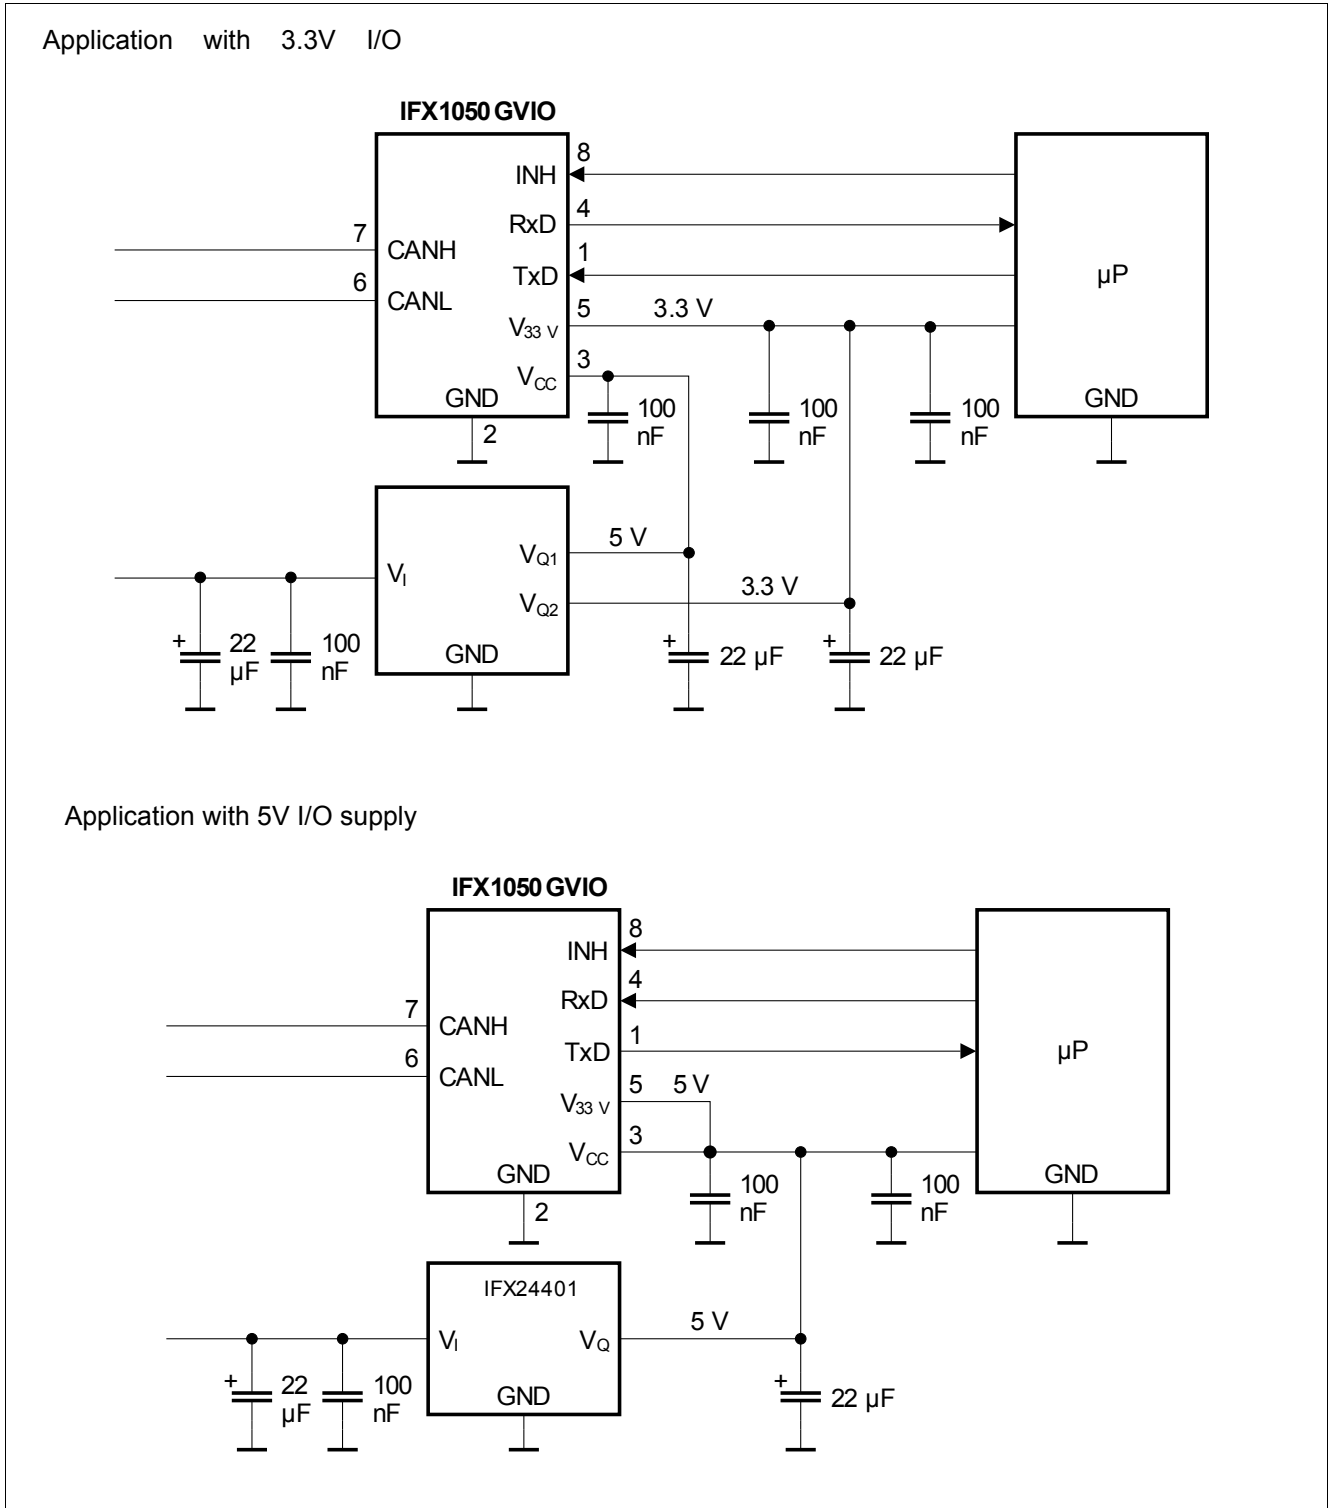 Application with 3.3V I/O
IFX1050 GVIO
8
INH
4
RxD
7
CANH
1
TxD
µP
6
CANL
5
3.3 V
V33 V
3
VCC
GND
100
nF
100
nF
100
nF
GND
2
5 V
VQ1
VI
3.3 V
VQ2
+
22
µF
100
nF
GND
+
22 µF
+
22 µF
Application with 5V I/O supply
IFX1050 GVIO
8
INH
4
RxD
7
CANH
1
TxD
µP
6
CANL
5
5 V
V33 V
3
VCC
GND
100
nF
100
nF
GND
2
IFX24401
5 V
VI
VQ
+
22
µF
100
nF
GND
+
22 µF